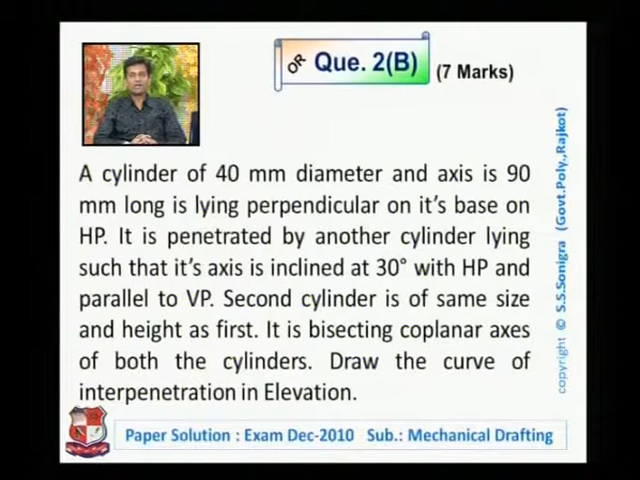 OR Que. 2(B) (7 Marks)
A cylinder of 40 mm diameter and axis is 90
mm long is lying perpendicular on it's base on
HP. It is penetrated by another cylinder lying
such that it's axis is inclined at 30° with HP and
parallel to VP. Second cylinder is of same size
and height as first. It is bisecting coplanar axes
of both the cylinders. Draw the curve of
interpenetration in Elevation.
copyright © S.S.Sonigra (Govt.Poly.,Rajkot)
Paper Solution : Exam Dec-2010 Sub.: Mechanical Drafting